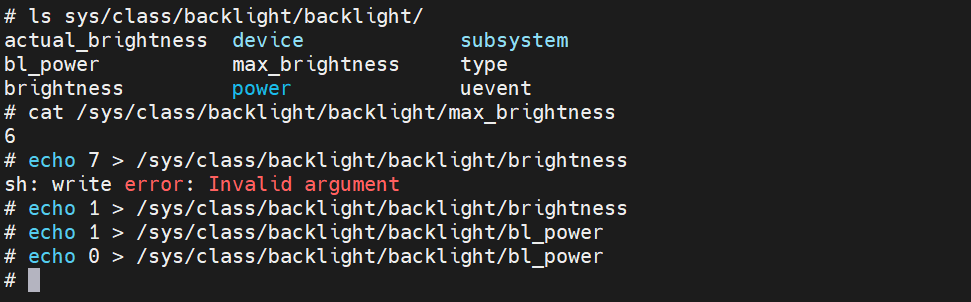 # ls sys/class/backlight/backlight/
actual_brightness  device             subsystem
bl_power           max_brightness     type
brightness         power              uevent
# cat /sys/class/backlight/backlight/max_brightness
6
# echo 7 > /sys/class/backlight/backlight/brightness
sh: write error: Invalid argument
# echo 1 > /sys/class/backlight/backlight/brightness
# echo 1 > /sys/class/backlight/backlight/bl_power
# echo 0 > /sys/class/backlight/backlight/bl_power
#